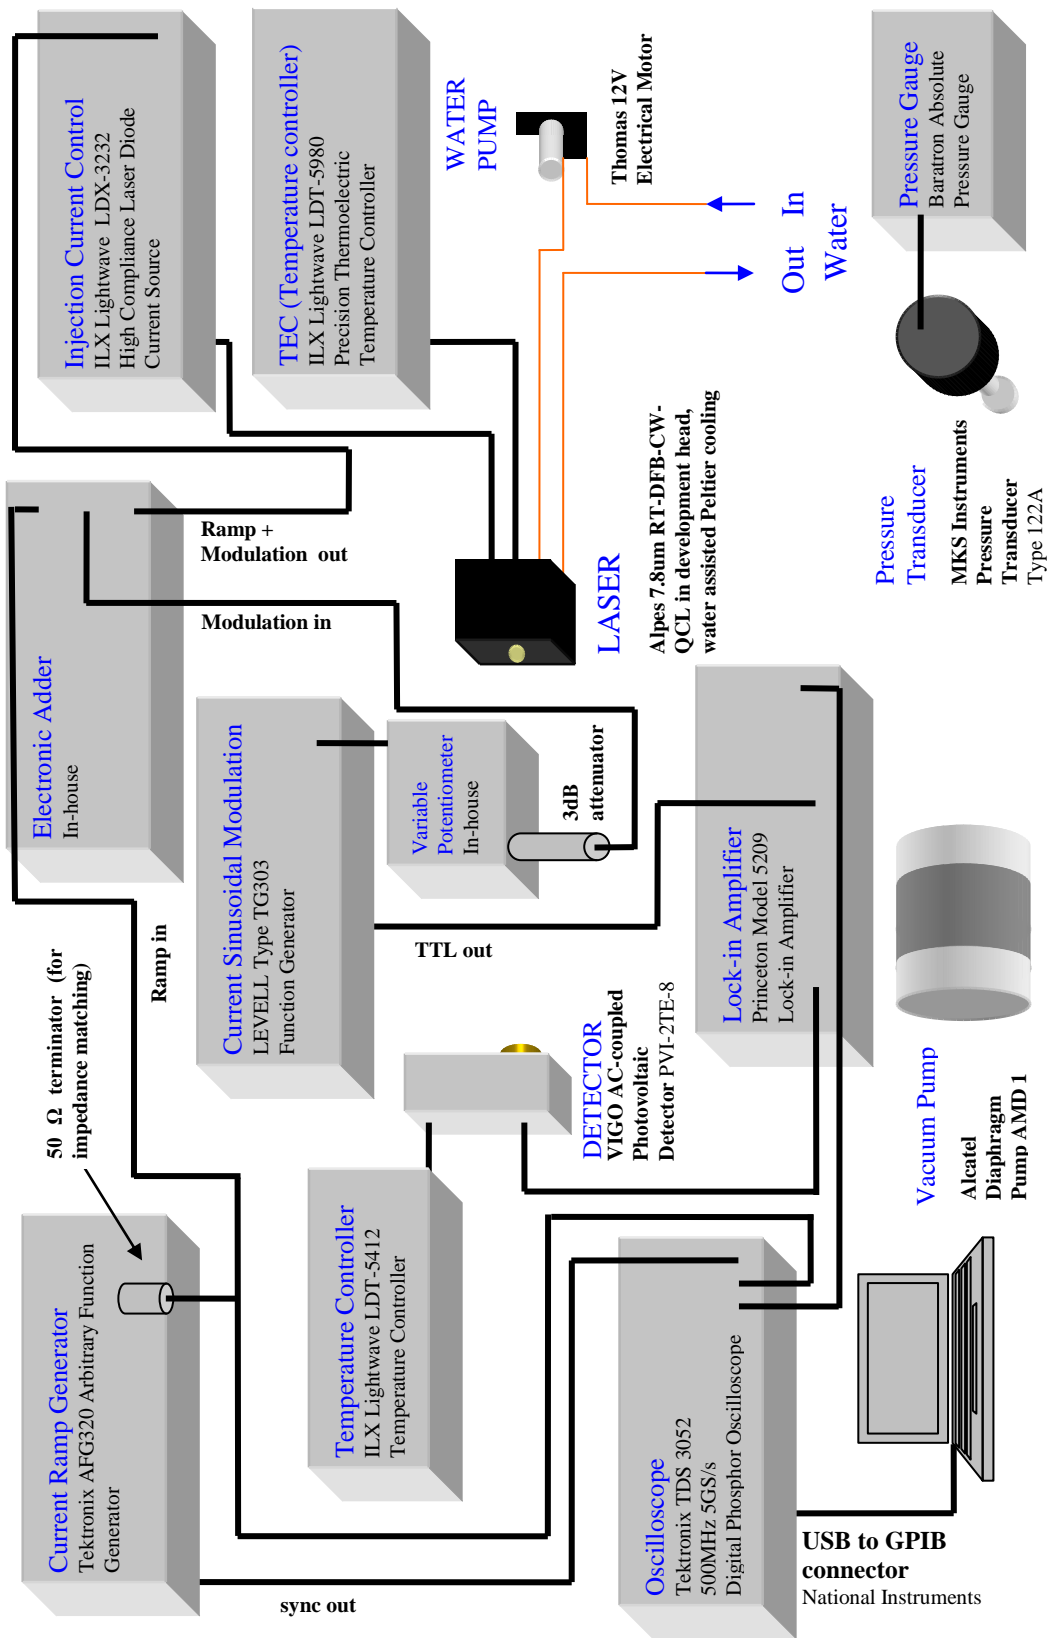 Current Ramp Generator
Tektronix AFG320 Arbitrary Function
Generator
50 Ω terminator (for
impedance matching)
Ramp in
Electronic Adder
In-house
Injection Current Control
ILX Lightwave LDX-3232
High Compliance Laser Diode
Current Source
Ramp +
Modulation out
Modulation in
sync out
Temperature Controller
ILX Lightwave LDT-5412
Temperature Controller
Current Sinusoidal Modulation
LEVELL Type TG303
Function Generator
Variable
Potentiometer
In-house
3dB
attenuator
TTL out
TEC (Temperature controller)
ILX Lightwave LDT-5980
Precision Thermoelectric
Temperature Controller
WATER
PUMP
Thomas 12V
Electrical Motor
Out In
Water
LASER
Alpes 7.8um RT-DFB-CW-
QCL in development head,
water assisted Peltier cooling
DETECTOR
VIGO AC-coupled
Photovoltaic
Detector PVI-2TE-8
Oscilloscope
Tektronix TDS 3052
500MHz 5GS/s
Digital Phosphor Oscilloscope
Lock-in Amplifier
Princeton Model 5209
Lock-in Amplifier
USB to GPIB
connector
National Instruments
Vacuum Pump
Alcatel
Diaphragm
Pump AMD 1
Pressure
Transducer
MKS Instruments
Pressure
Transducer
Type 122A
Pressure Gauge
Baratron Absolute
Pressure Gauge